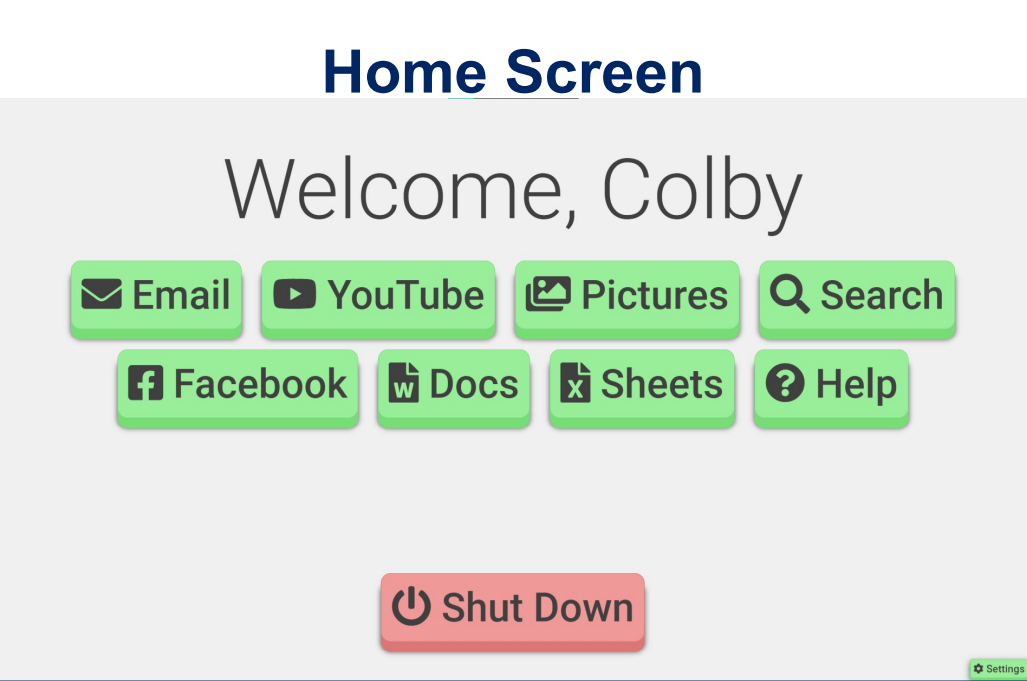 Home Screen
Welcome, Colby
Email YouTube Pictures Search
Facebook Docs Sheets Help
Shut Down
Settings